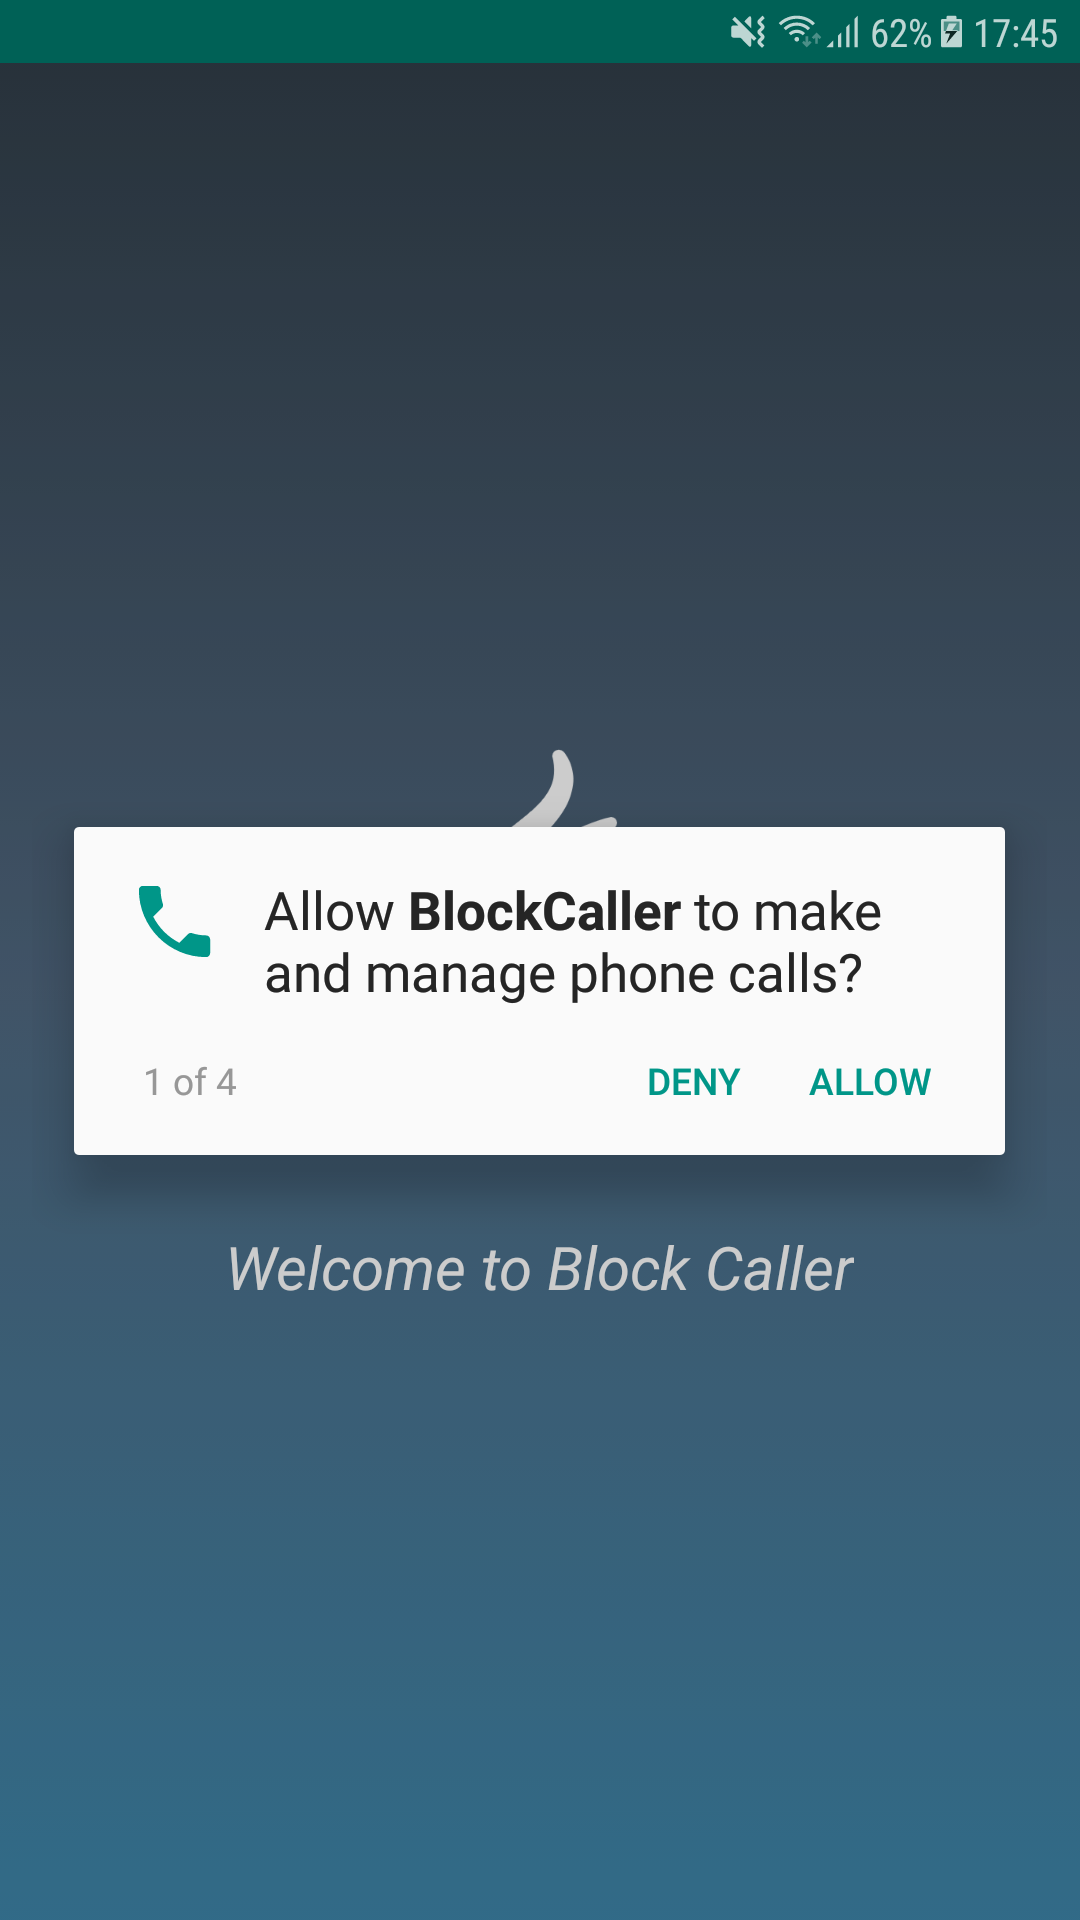 62% 17:45
Allow BlockCaller to make
and manage phone calls?
1 of 4 DENY ALLOW
Welcome to Block Caller